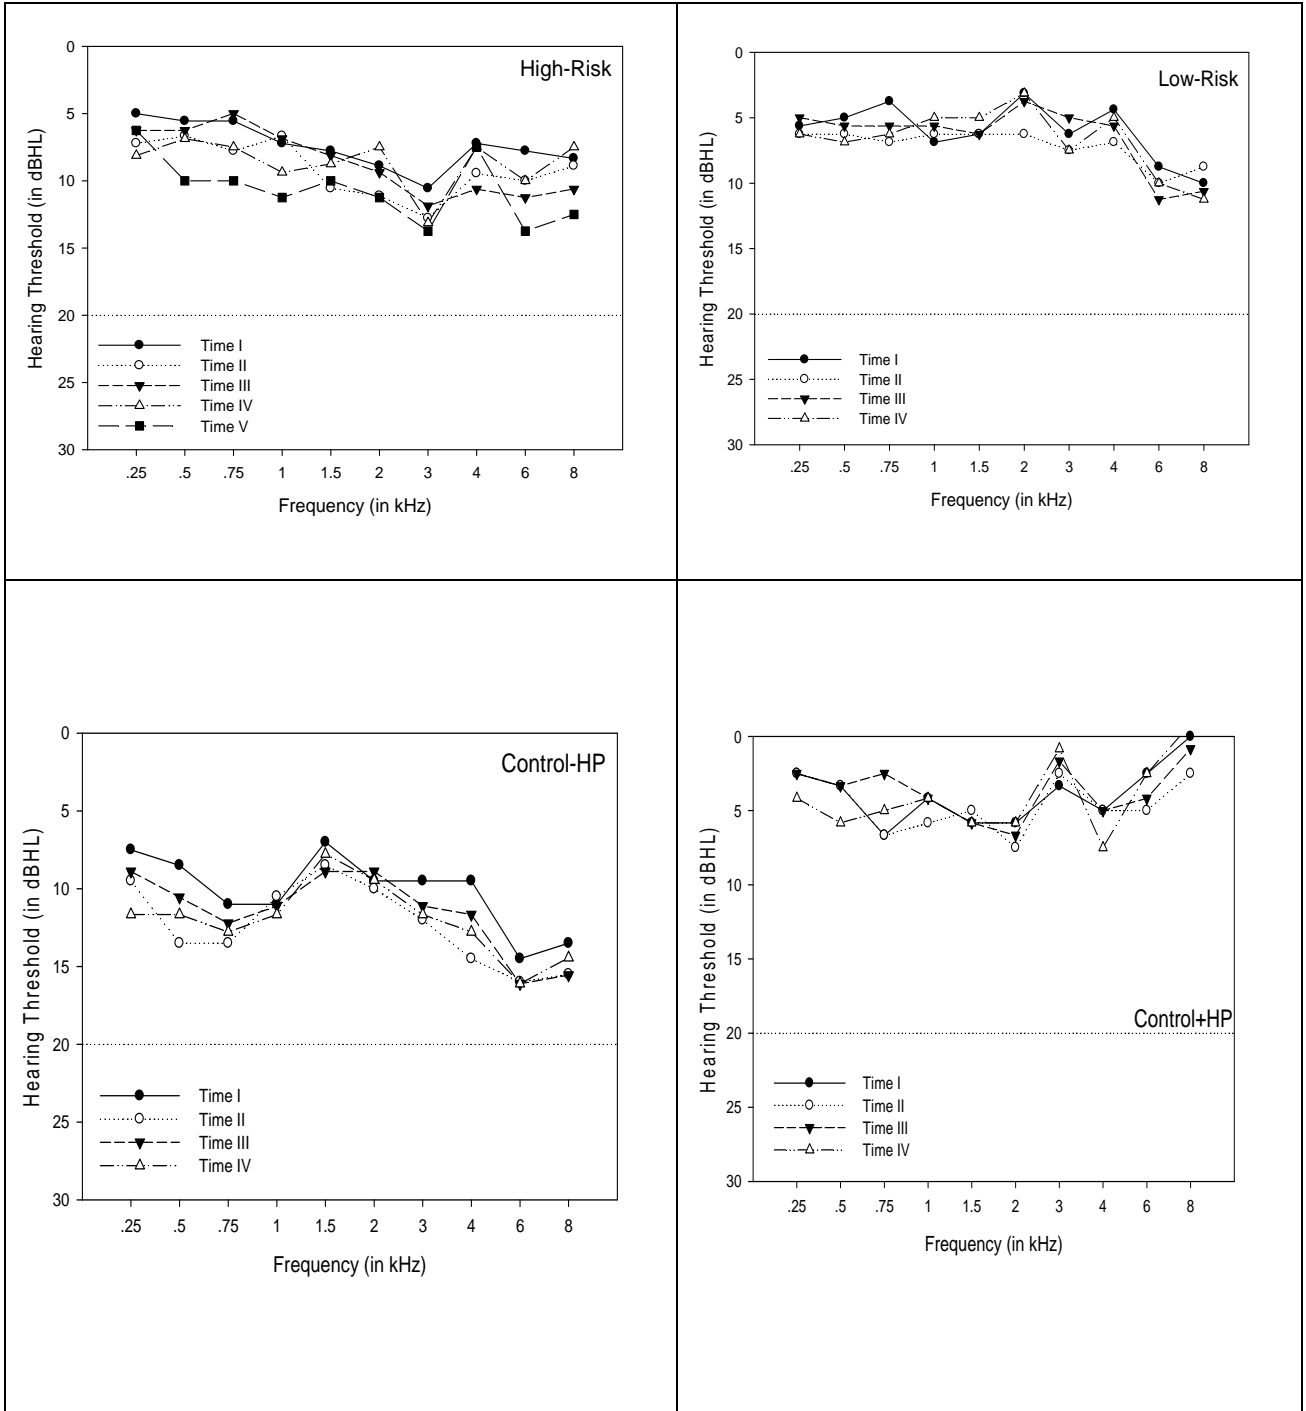 High-Risk
Hearing Threshold (in dBHL)
0
5
10
15
20
25
30
Time I
Time II
Time III
Time IV
Time V
.25 .5 .75 1 1.5 2 3 4 6 8
Frequency (in kHz)
Low-Risk
Hearing Threshold (in dBHL)
0
5
10
15
20
25
30
Time I
Time II
Time III
Time IV
.25 .5 .75 1 1.5 2 3 4 6 8
Frequency (in kHz)
Control-HP
Hearing Threshold (in dBHL)
0
5
10
15
20
25
30
Time I
Time II
Time III
Time IV
.25 .5 .75 1 1.5 2 3 4 6 8
Frequency (in kHz)
Control+HP
Hearing Threshold (in dBHL)
0
5
10
15
20
25
30
Time I
Time II
Time III
Time IV
.25 .5 .75 1 1.5 2 3 4 6 8
Frequency (in kHz)